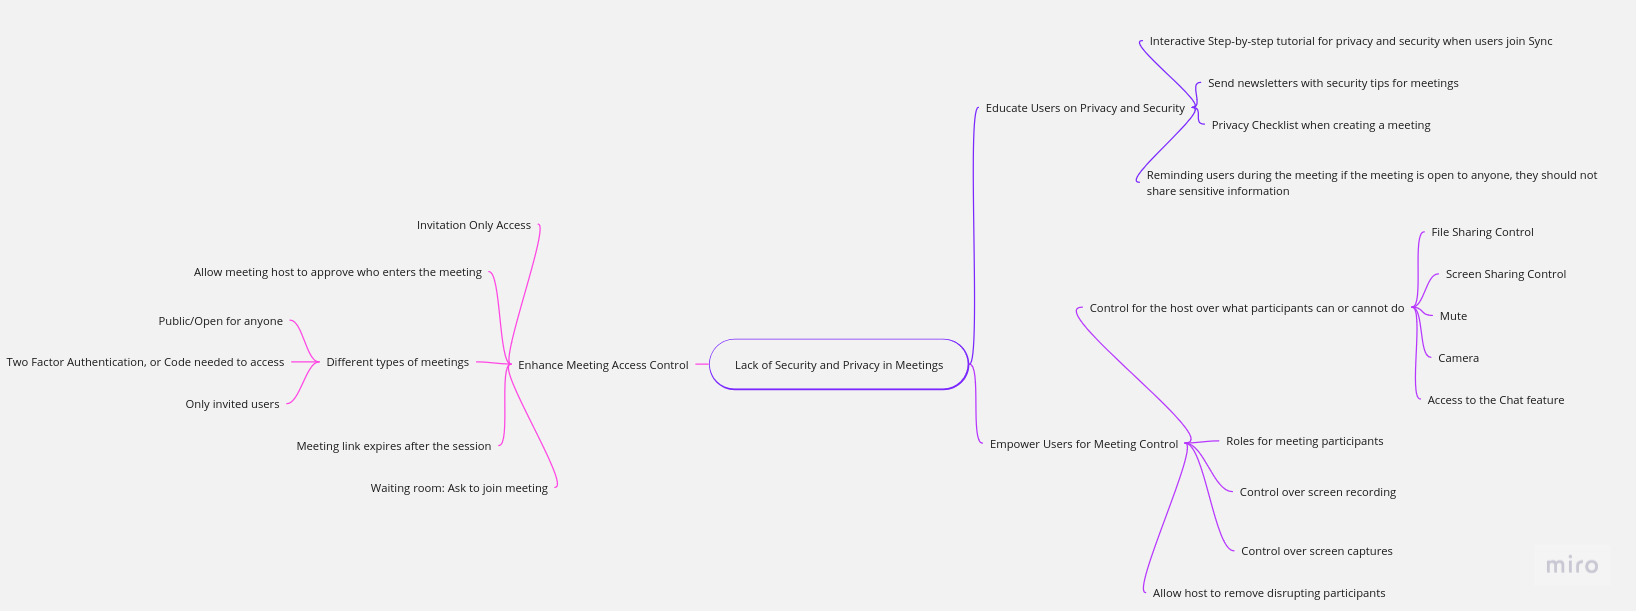 Interactive Step-by-step tutorial for privacy and security when users join Sync
Send newsletters with security tips for meetings
Educate Users on Privacy and Security
Privacy Checklist when creating a meeting
Reminding users during the meeting if the meeting is open to anyone, they should not
share sensitive information
Invitation Only Access
Allow meeting host to approve who enters the meeting
Public/Open for anyone
Two Factor Authentication, or Code needed to access
Different types of meetings
Only invited users
Enhance Meeting Access Control
Meeting link expires after the session
Waiting room: Ask to join meeting
Lack of Security and Privacy in Meetings
File Sharing Control
Screen Sharing Control
Control for the host over what participants can or cannot do
Mute
Camera
Access to the Chat feature
Empower Users for Meeting Control
Roles for meeting participants
Control over screen recording
Control over screen captures
Allow host to remove disrupting participants
miro